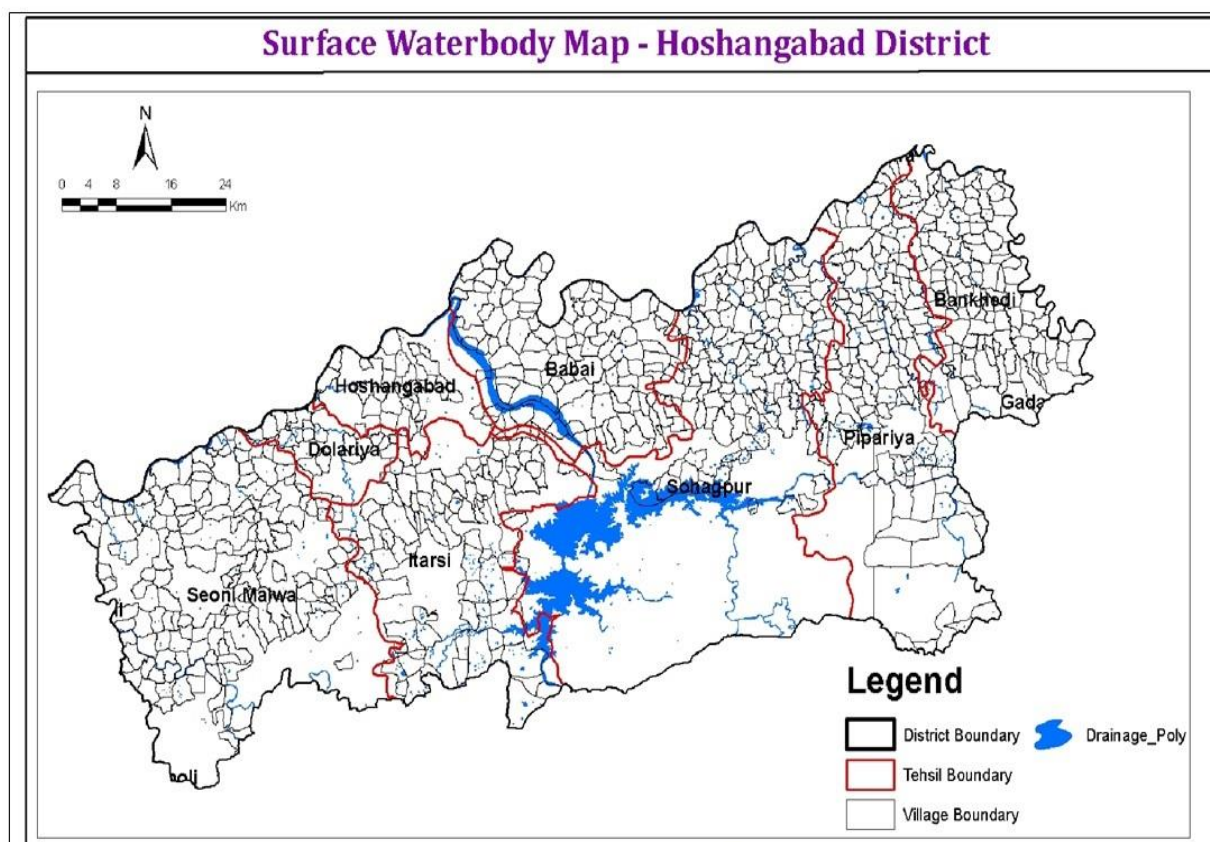 Surface Waterbody Map - Hoshangabad District
N
0 4 8 16 24
Km
Bankhedi
Babai
Hoshangabad
Gada
Pipariya
Dolariya
Sohagpur
Itarsi
Seoni Malwa
Legend
District Boundary
Drainage_Poly
Tehsil Boundary
Village Boundary